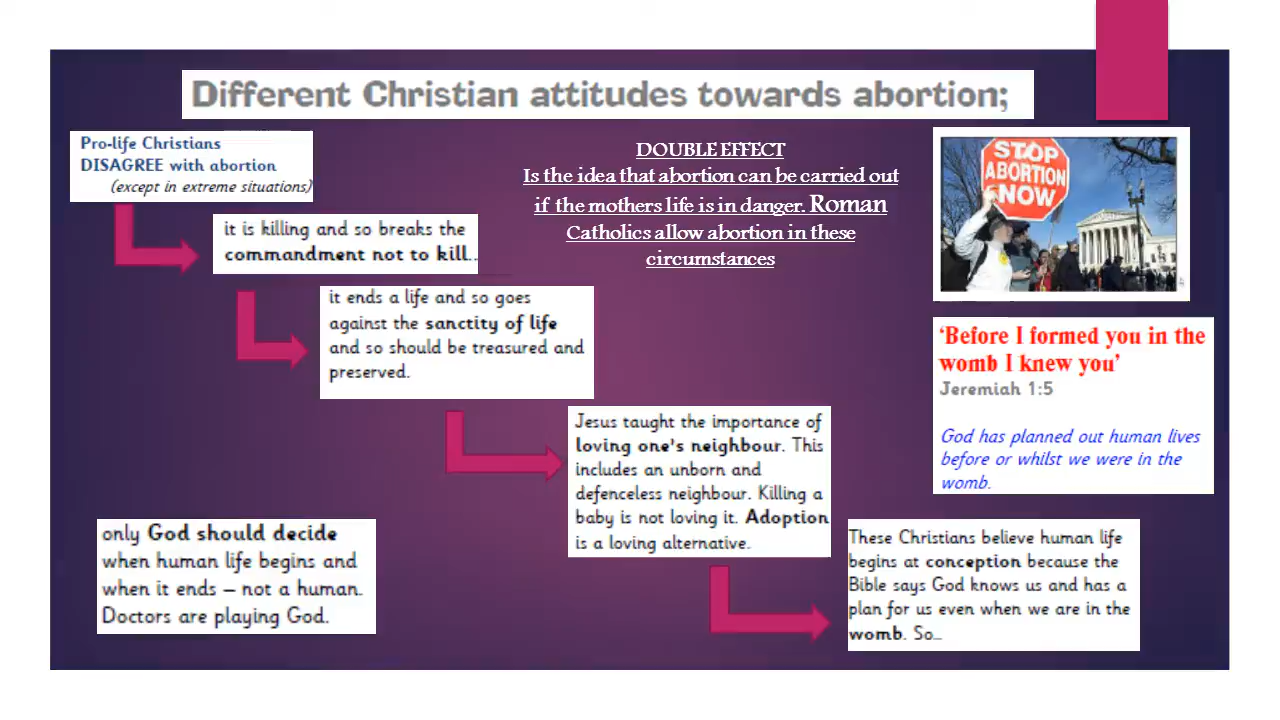 Different Christian attitudes towards abortion;
Pro-life Christians
DISAGREE with abortion
(except in extreme situations)
it is killing and so breaks the
commandment not to kill..
it ends a life and so goes
against the sanctity of life
and so should be treasured and
preserved.
Jesus taught the importance of
loving one's neighbour. This
includes an unborn and
defenceless neighbour. Killing a
baby is not loving it. Adoption
is a loving alternative.
These Christians believe human life
begins at conception because the
Bible says God knows us and has a
plan for us even when we are in the
womb. So...
only God should decide
when human life begins and
when it ends – not a human.
Doctors are playing God.
DOUBLE EFFECT
Is the idea that abortion can be carried out
if the mothers life is in danger. Roman
Catholics allow abortion in these
circumstances
STOP
ABORTION
NOW
'Before I formed you in the
womb I knew you'
Jeremiah 1:5
God has planned out human lives
before or whilst we were in the
womb.